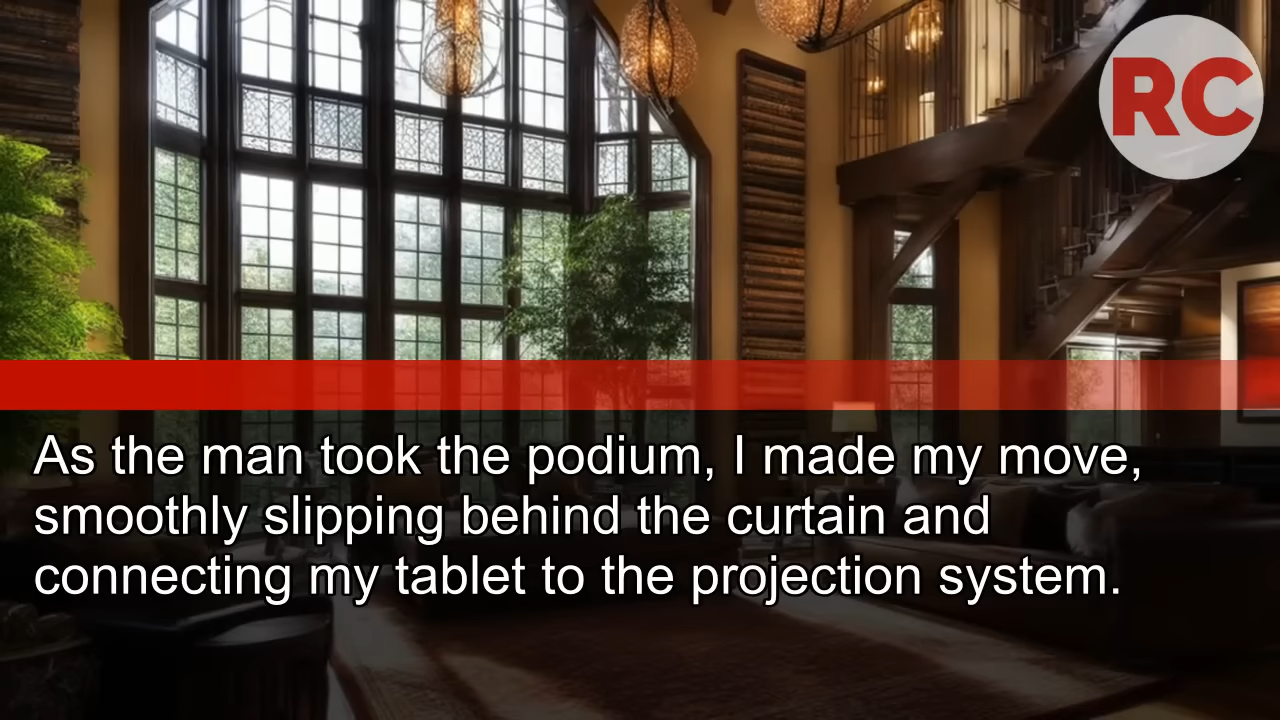 RC
As the man took the podium, I made my move,
smoothly slipping behind the curtain and
connecting my tablet to the projection system.